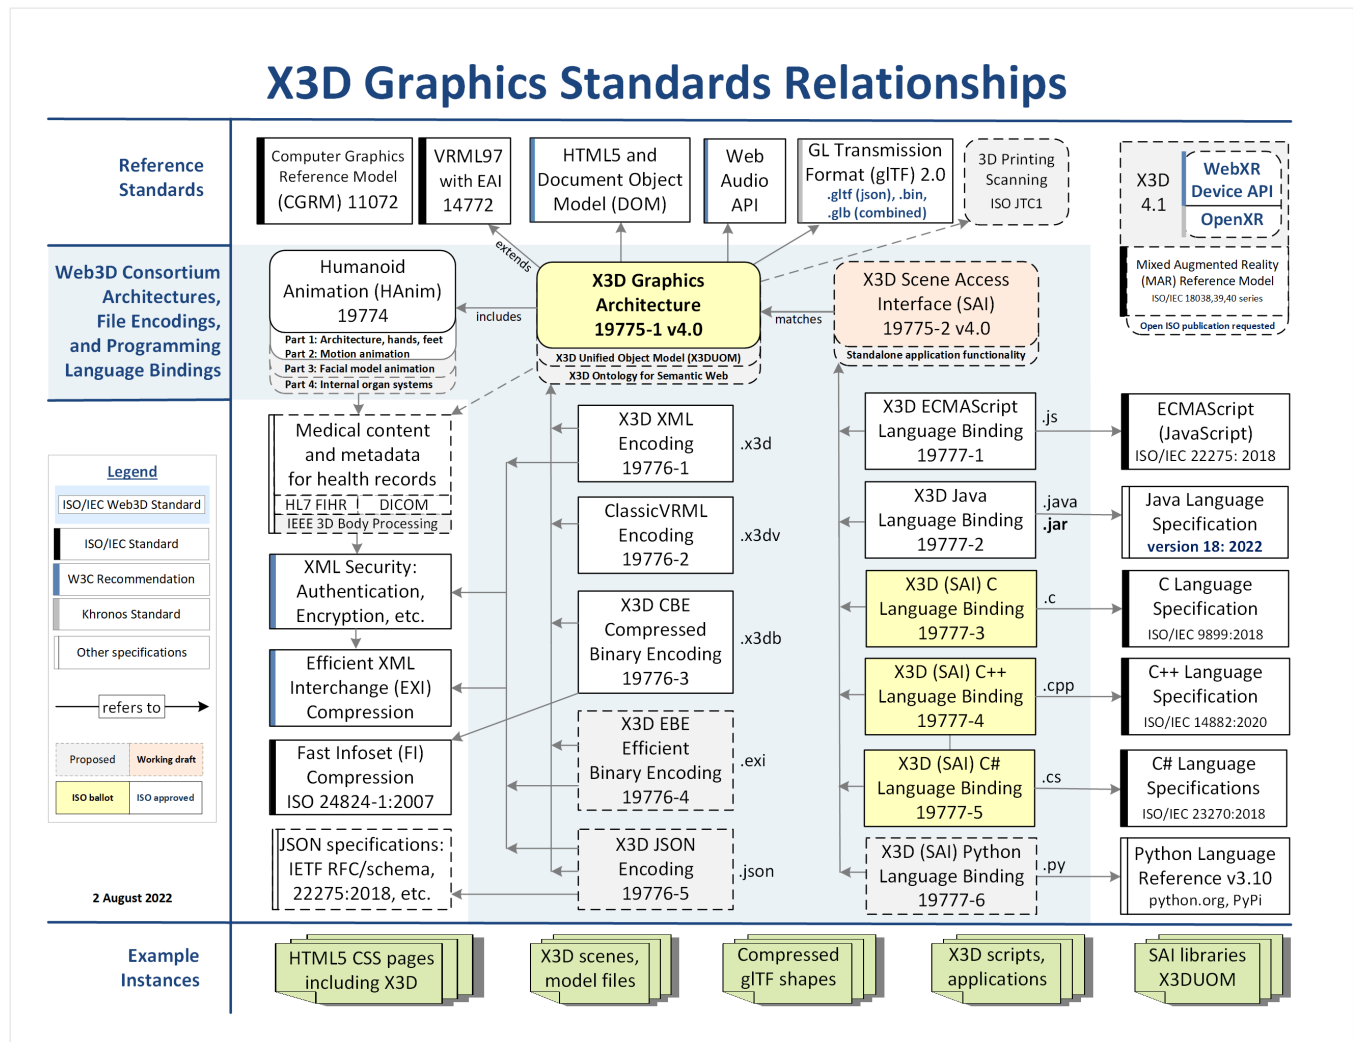 X3D Graphics Standards Relationships
Reference
Standards
Computer Graphics
Reference Model
(CGRM) 11072
VRML97
with EAI
14772
HTML5 and
Document Object
Model (DOM)
Web
Audio
API
GL Transmission
Format (glTF) 2.0
.gltf (json), .bin,
.glb (combined)
3D Printing
Scanning
ISO JTC1
X3D
4.1
WebXR
Device API
OpenXR
Mixed Augmented Reality
(MAR) Reference Model
ISO/IEC 18038,39,40 series
Open ISO publication requested
Web3D Consortium
Architectures,
File Encodings,
and Programming
Language Bindings
Humanoid
Animation (HAnim)
19774
Part 1: Architecture, hands, feet
Part 2: Motion animation
Part 3: Facial model animation
Part 4: Internal organ systems
extends
includes
X3D Graphics
Architecture
19775-1 v4.0
X3D Unified Object Model (X3DUOM)
X3D Ontology for Semantic Web
matches
X3D Scene Access
Interface (SAI)
19775-2 v4.0
Standalone application functionality
Medical content
and metadata
for health records
HL7 FIHR
DICOM
IEEE 3D Body Processing
XML Security:
Authentication,
Encryption, etc.
Efficient XML
Interchange (EXI)
Compression
Fast Infoset (FI)
Compression
ISO 24824-1:2007
JSON specifications:
IETF RFC/schema,
22275:2018, etc.
X3D XML
Encoding
19776-1
.x3d
ClassicVRML
Encoding
19776-2
.x3dv
X3D CBE
Compressed
Binary Encoding
19776-3
.x3db
X3D EBE
Efficient
Binary Encoding
19776-4
.exi
X3D JSON
Encoding
19776-5
.json
X3D ECMAScript
Language Binding
19777-1
.js
ECMAScript
(JavaScript)
ISO/IEC 22275: 2018
X3D Java
Language Binding
19777-2
.java
.jar
Java Language
Specification
version 18: 2022
X3D (SAI) C
Language Binding
19777-3
.c
C Language
Specification
ISO/IEC 9899:2018
X3D (SAI) C++
Language Binding
19777-4
.cpp
C++ Language
Specification
ISO/IEC 14882:2020
X3D (SAI) C#
Language Binding
19777-5
.cs
C# Language
Specifications
ISO/IEC 23270:2018
X3D (SAI) Python
Language Binding
19777-6
.py
Python Language
Reference v3.10
python.org, PyPi
Legend
ISO/IEC Web3D Standard
ISO/IEC Standard
W3C Recommendation
Khronos Standard
Other specifications
refers to
Proposed
Working draft
ISO ballot
ISO approved
2 August 2022
Example
Instances
HTML5 CSS pages
including X3D
X3D scenes,
model files
Compressed
glTF shapes
X3D scripts,
applications
SAI libraries
X3DUOM